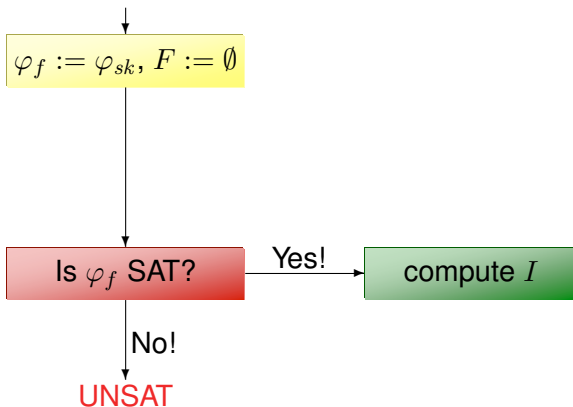 φ_f := φ_sk, F := ∅
Is φ_f SAT?
Yes!
compute I
No!
UNSAT